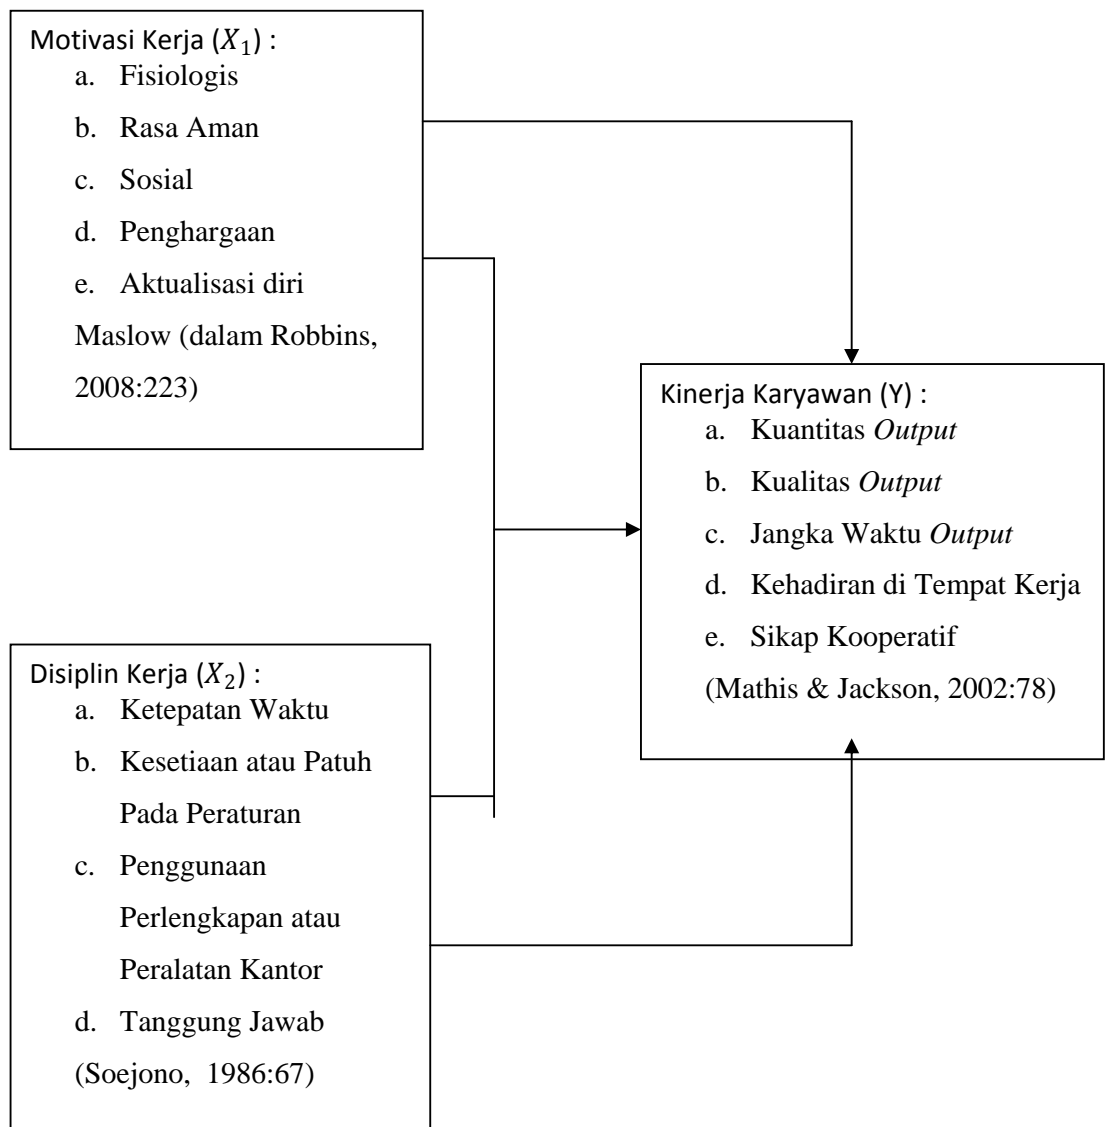 Motivasi Kerja (𝑋₁) :
a. Fisiologis
b. Rasa Aman
c. Sosial
d. Penghargaan
e. Aktualisasi diri
Maslow (dalam Robbins,
2008:223)
Kinerja Karyawan (Y) :
a. Kuantitas Output
b. Kualitas Output
c. Jangka Waktu Output
d. Kehadiran di Tempat Kerja
e. Sikap Kooperatif
(Mathis & Jackson, 2002:78)
Disiplin Kerja (𝑋₂) :
a. Ketepatan Waktu
b. Kesetiaan atau Patuh
Pada Peraturan
c. Penggunaan
Perlengkapan atau
Peralatan Kantor
d. Tanggung Jawab
(Soejono, 1986:67)